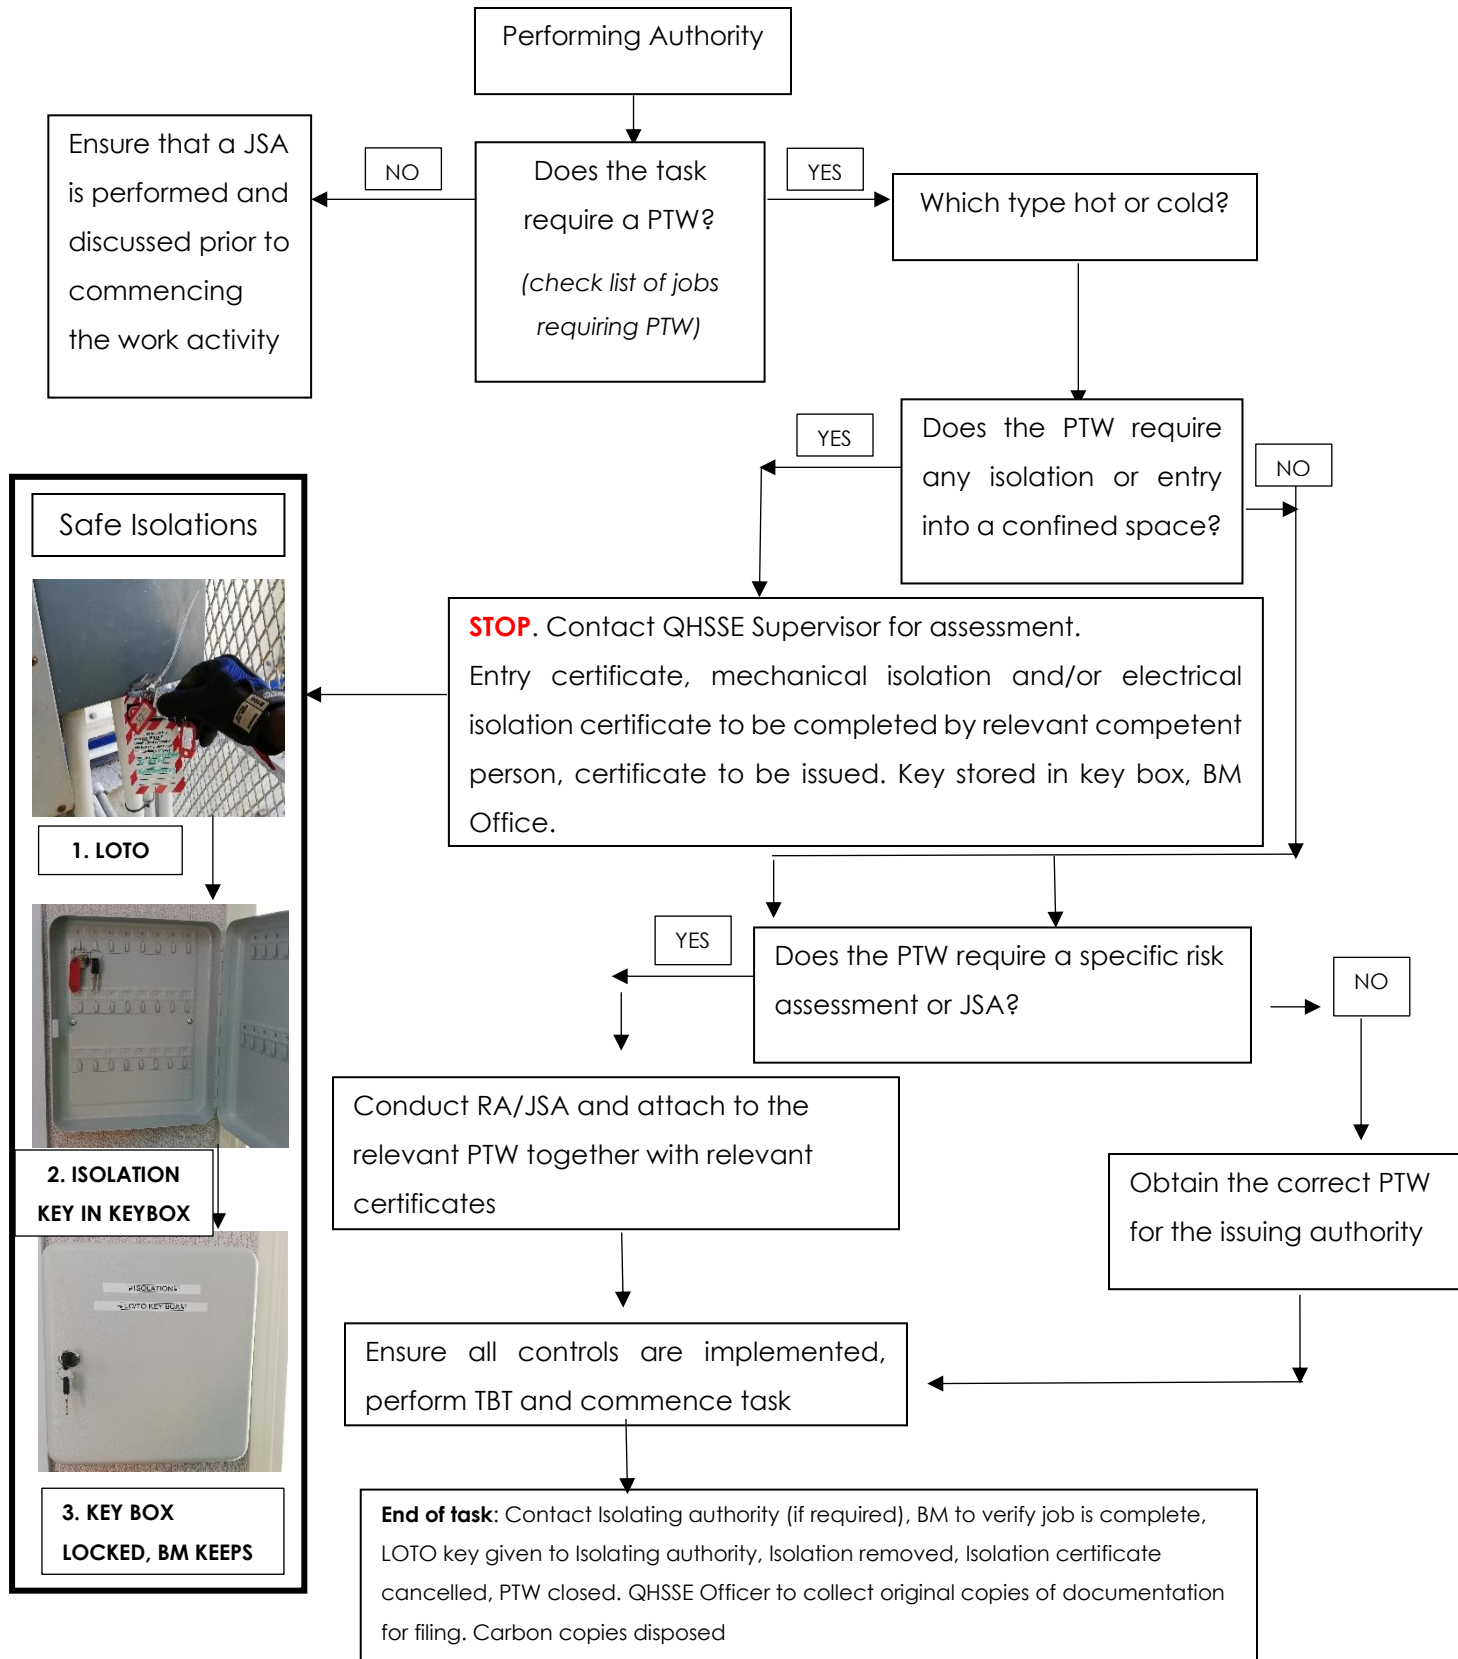 Performing Authority
Ensure that a JSA
is performed and
discussed prior to
commencing
the work activity
NO
Does the task
require a PTW?
(check list of jobs
requiring PTW)
YES
Which type hot or cold?
YES
Does the PTW require
any isolation or entry
into a confined space?
NO
Safe Isolations
STOP. Contact QHSSE Supervisor for assessment.
Entry certificate, mechanical isolation and/or electrical
isolation certificate to be completed by relevant competent
person, certificate to be issued. Key stored in key box, BM
Office.
1. LOTO
YES
Does the PTW require a specific risk
assessment or JSA?
NO
Conduct RA/JSA and attach to the
relevant PTW together with relevant
certificates
2. ISOLATION
KEY IN KEYBOX
Obtain the correct PTW
for the issuing authority
ISOLATION
LOTO KEY BOX
Ensure all controls are implemented,
perform TBT and commence task
3. KEY BOX
LOCKED, BM KEEPS
End of task: Contact Isolating authority (if required), BM to verify job is complete,
LOTO key given to Isolating authority, Isolation removed, Isolation certificate
cancelled, PTW closed. QHSSE Officer to collect original copies of documentation
for filing. Carbon copies disposed